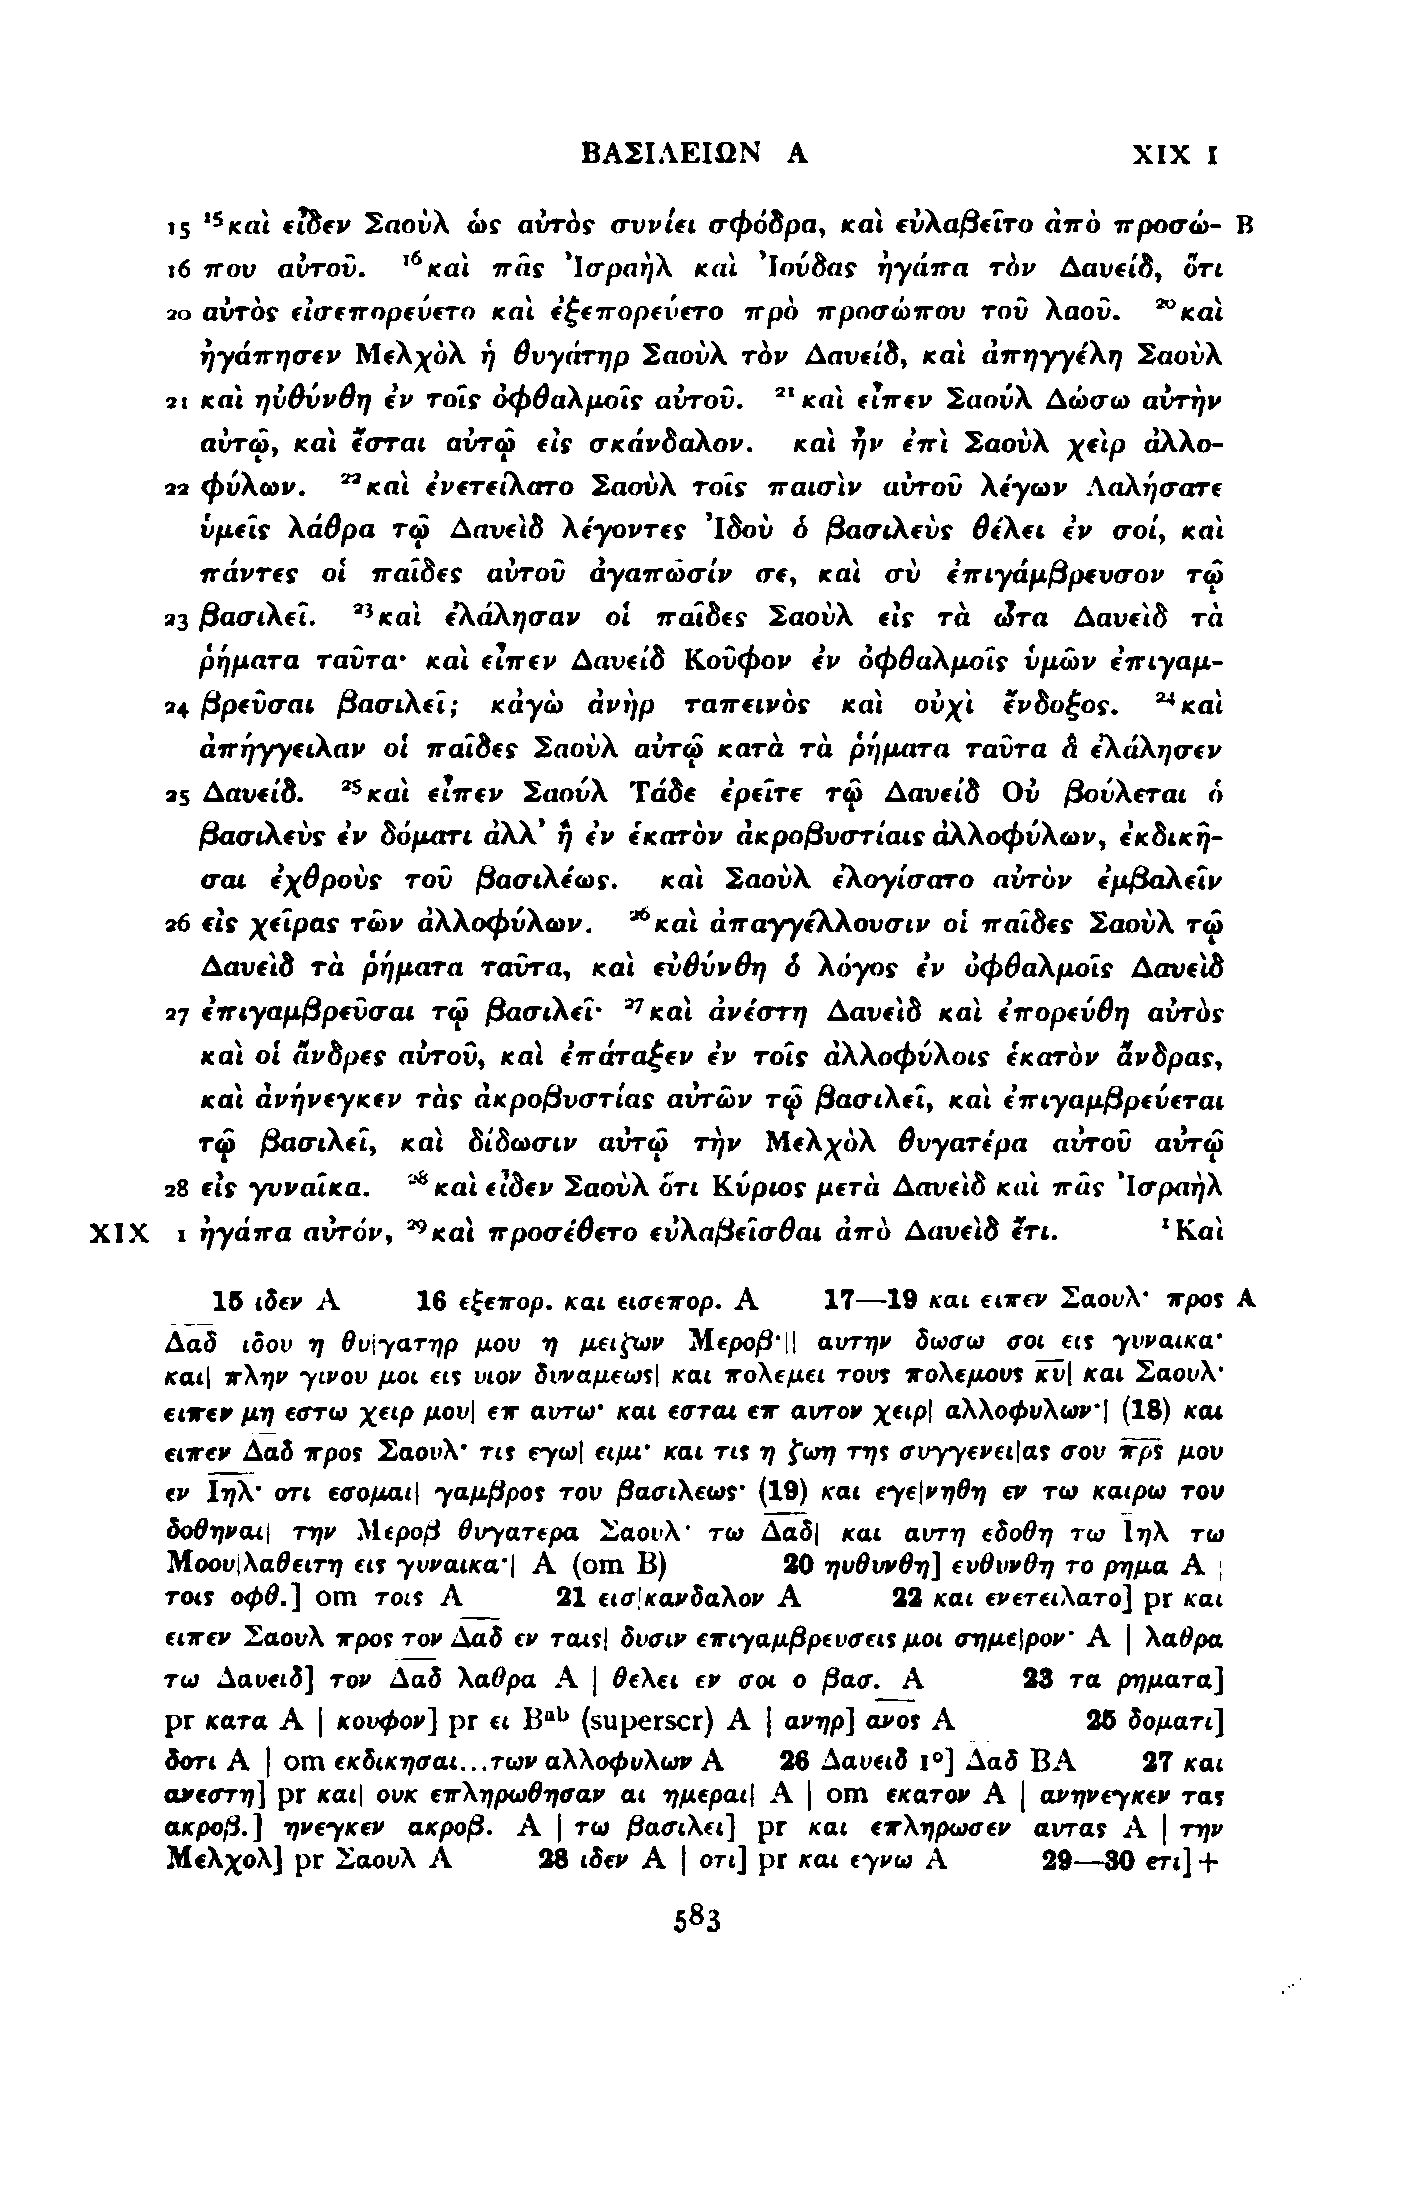 ΒΑΣΙΛΕΙΩΝ Α XIX 1
15 ¹⁵καὶ εἶδεν Σαοὺλ ὡς αὐτὸς συνίει σφόδρα, καὶ εὐλαβεῖτο ἀπὸ προσώ- B
16 που αὐτοῦ. ¹⁶καὶ πᾶς Ἰσραὴλ καὶ Ἰούδας ἠγάπα τὸν Δαυείδ, ὅτι
20 αὐτὸς εἰσεπορεύετο καὶ ἐξεπορεύετο πρὸ προσώπου τοῦ λαοῦ. ²⁰καὶ
ἠγάπησεν Μελχὸλ ἡ θυγάτηρ Σαοὺλ τὸν Δαυείδ, καὶ ἀπηγγέλη Σαοὺλ
21 καὶ ηὐθύνθη ἐν τοῖς ὀφθαλμοῖς αὐτοῦ. ²¹καὶ εἶπεν Σαούλ Δώσω αὐτὴν
αὐτῷ, καὶ ἔσται αὐτῷ εἰς σκάνδαλον. καὶ ἦν ἐπὶ Σαοὺλ χεὶρ ἀλλο-
22 φύλων. ²²καὶ ἐνετείλατο Σαοὺλ τοῖς παισὶν αὐτοῦ λέγων Λαλήσατε
ὑμεῖς λάθρα τῷ Δαυεὶδ λέγοντες Ἰδοὺ ὁ βασιλεὺς θέλει ἐν σοί, καὶ
πάντες οἱ παῖδες αὐτοῦ ἀγαπῶσίν σε, καὶ σὺ ἐπιγάμβρευσον τῷ
23 βασιλεῖ. ²³καὶ ἐλάλησαν οἱ παῖδες Σαοὺλ εἰς τὰ ὦτα Δαυεὶδ τὰ
ῥήματα ταῦτα· καὶ εἶπεν Δαυείδ Κοῦφον ἐν ὀφθαλμοῖς ὑμῶν ἐπιγαμ-
24 βρεῦσαι βασιλεῖ; κἀγὼ ἀνὴρ ταπεινὸς καὶ οὐχὶ ἔνδοξος. ²⁴καὶ
ἀπήγγειλαν οἱ παῖδες Σαοὺλ αὐτῷ κατὰ τὰ ῥήματα ταῦτα ἃ ἐλάλησεν
25 Δαυείδ. ²⁵καὶ εἶπεν Σαούλ Τάδε ἐρεῖτε τῷ Δαυείδ Οὐ βούλεται ὁ
βασιλεὺς ἐν δόματι ἀλλ' ἢ ἐν ἑκατὸν ἀκροβυστίαις ἀλλοφύλων, ἐκδικῆ-
σαι ἐχθροὺς τοῦ βασιλέως. καὶ Σαοὺλ ἐλογίσατο αὐτὸν ἐμβαλεῖν
26 εἰς χεῖρας τῶν ἀλλοφύλων. ²⁶καὶ ἀπαγγέλλουσιν οἱ παῖδες Σαοὺλ τῷ
Δαυεὶδ τὰ ῥήματα ταῦτα, καὶ εὐθύνθη ὁ λόγος ἐν ὀφθαλμοῖς Δαυεὶδ
27 ἐπιγαμβρεῦσαι τῷ βασιλεῖ· ²⁷καὶ ἀνέστη Δαυεὶδ καὶ ἐπορεύθη αὐτὸς
καὶ οἱ ἄνδρες αὐτοῦ, καὶ ἐπάταξεν ἐν τοῖς ἀλλοφύλοις ἑκατὸν ἄνδρας,
καὶ ἀνήνεγκεν τὰς ἀκροβυστίας αὐτῶν τῷ βασιλεῖ, καὶ ἐπιγαμβρεύεται
τῷ βασιλεῖ, καὶ δίδωσιν αὐτῷ τὴν Μελχὸλ θυγατέρα αὐτοῦ αὐτῷ
28 εἰς γυναῖκα. ²⁸καὶ εἶδεν Σαοὺλ ὅτι Κύριος μετὰ Δαυεὶδ καὶ πᾶς Ἰσραὴλ
XIX 1 ἠγάπα αὐτόν, ²⁹καὶ προσέθετο εὐλαβεῖσθαι ἀπὸ Δαυεὶδ ἔτι. ¹Καὶ
15 ιδεν A 16 εξεπορ. και εισεπορ. A 17—19 και ειπεν Σαουλ· προς A
Δ̅α̅δ̅ ιδου η θυ|γατηρ μου η μειζων Μεροβ·|| αυτην δωσω σοι εις γυναικα·
και| πλην γινου μοι εις υιον δυναμεως| και πολεμει τους πολεμους κ̅υ̅| και Σαουλ·
ειπεν μη εστω χειρ μου| επ αυτω· και εσται επ αυτον χειρ| αλλοφυλων·| (18) και
ειπεν Δ̅α̅δ̅ προς Σαουλ· τις εγω| ειμι· και τις η ζωη της συγγενει|ας σου π̅ρ̅ς̅ μου
εν Ι̅η̅λ̅· οτι εσομαι| γαμβρος του βασιλεως· (19) και εγε|νηθη εν τω καιρω του
δοθηναι| την Μεροβ θυγατερα Σαουλ· τω Δ̅α̅δ̅| και αυτη εδοθη τω Ιηλ τω
Μοου|λαθειτη εις γυναικα·| A (om B) 20 ηυθυνθη] ευθυνθη το ρημα A |
τοις οφθ.] om τοις A 21 εισ|κανδαλον A 22 και ενετειλατο] pr και
ειπεν Σαουλ προς τον Δ̅α̅δ̅ εν ταις| δυσιν επιγαμβρευσεις μοι σημε|ρον· A | λαθρα
τω Δαυειδ] τον Δ̅α̅δ̅ λαθρα A | θελει εν σοι ο βασ. A 23 τα ρηματα]
pr κατα A | κουφον] pr ει Bᵃᵇ (superscr) A | ανηρ] α̅ν̅ο̅ς̅ A 25 δοματι]
δοτι A | om εκδικησαι...των αλλοφυλων A 26 Δαυειδ 1°] Δ̅α̅δ̅ BA 27 και
ανεστη] pr και| ουκ επληρωθησαν αι ημεραι| A | om εκατον A | ανηνεγκεν τας
ακροβ.] ηνεγκεν ακροβ. A | τω βασιλει] pr και επληρωσεν αυτας A | την
Μελχολ] pr Σαουλ A 28 ιδεν A | οτι] pr και εγνω A 29—30 ετι]+
583